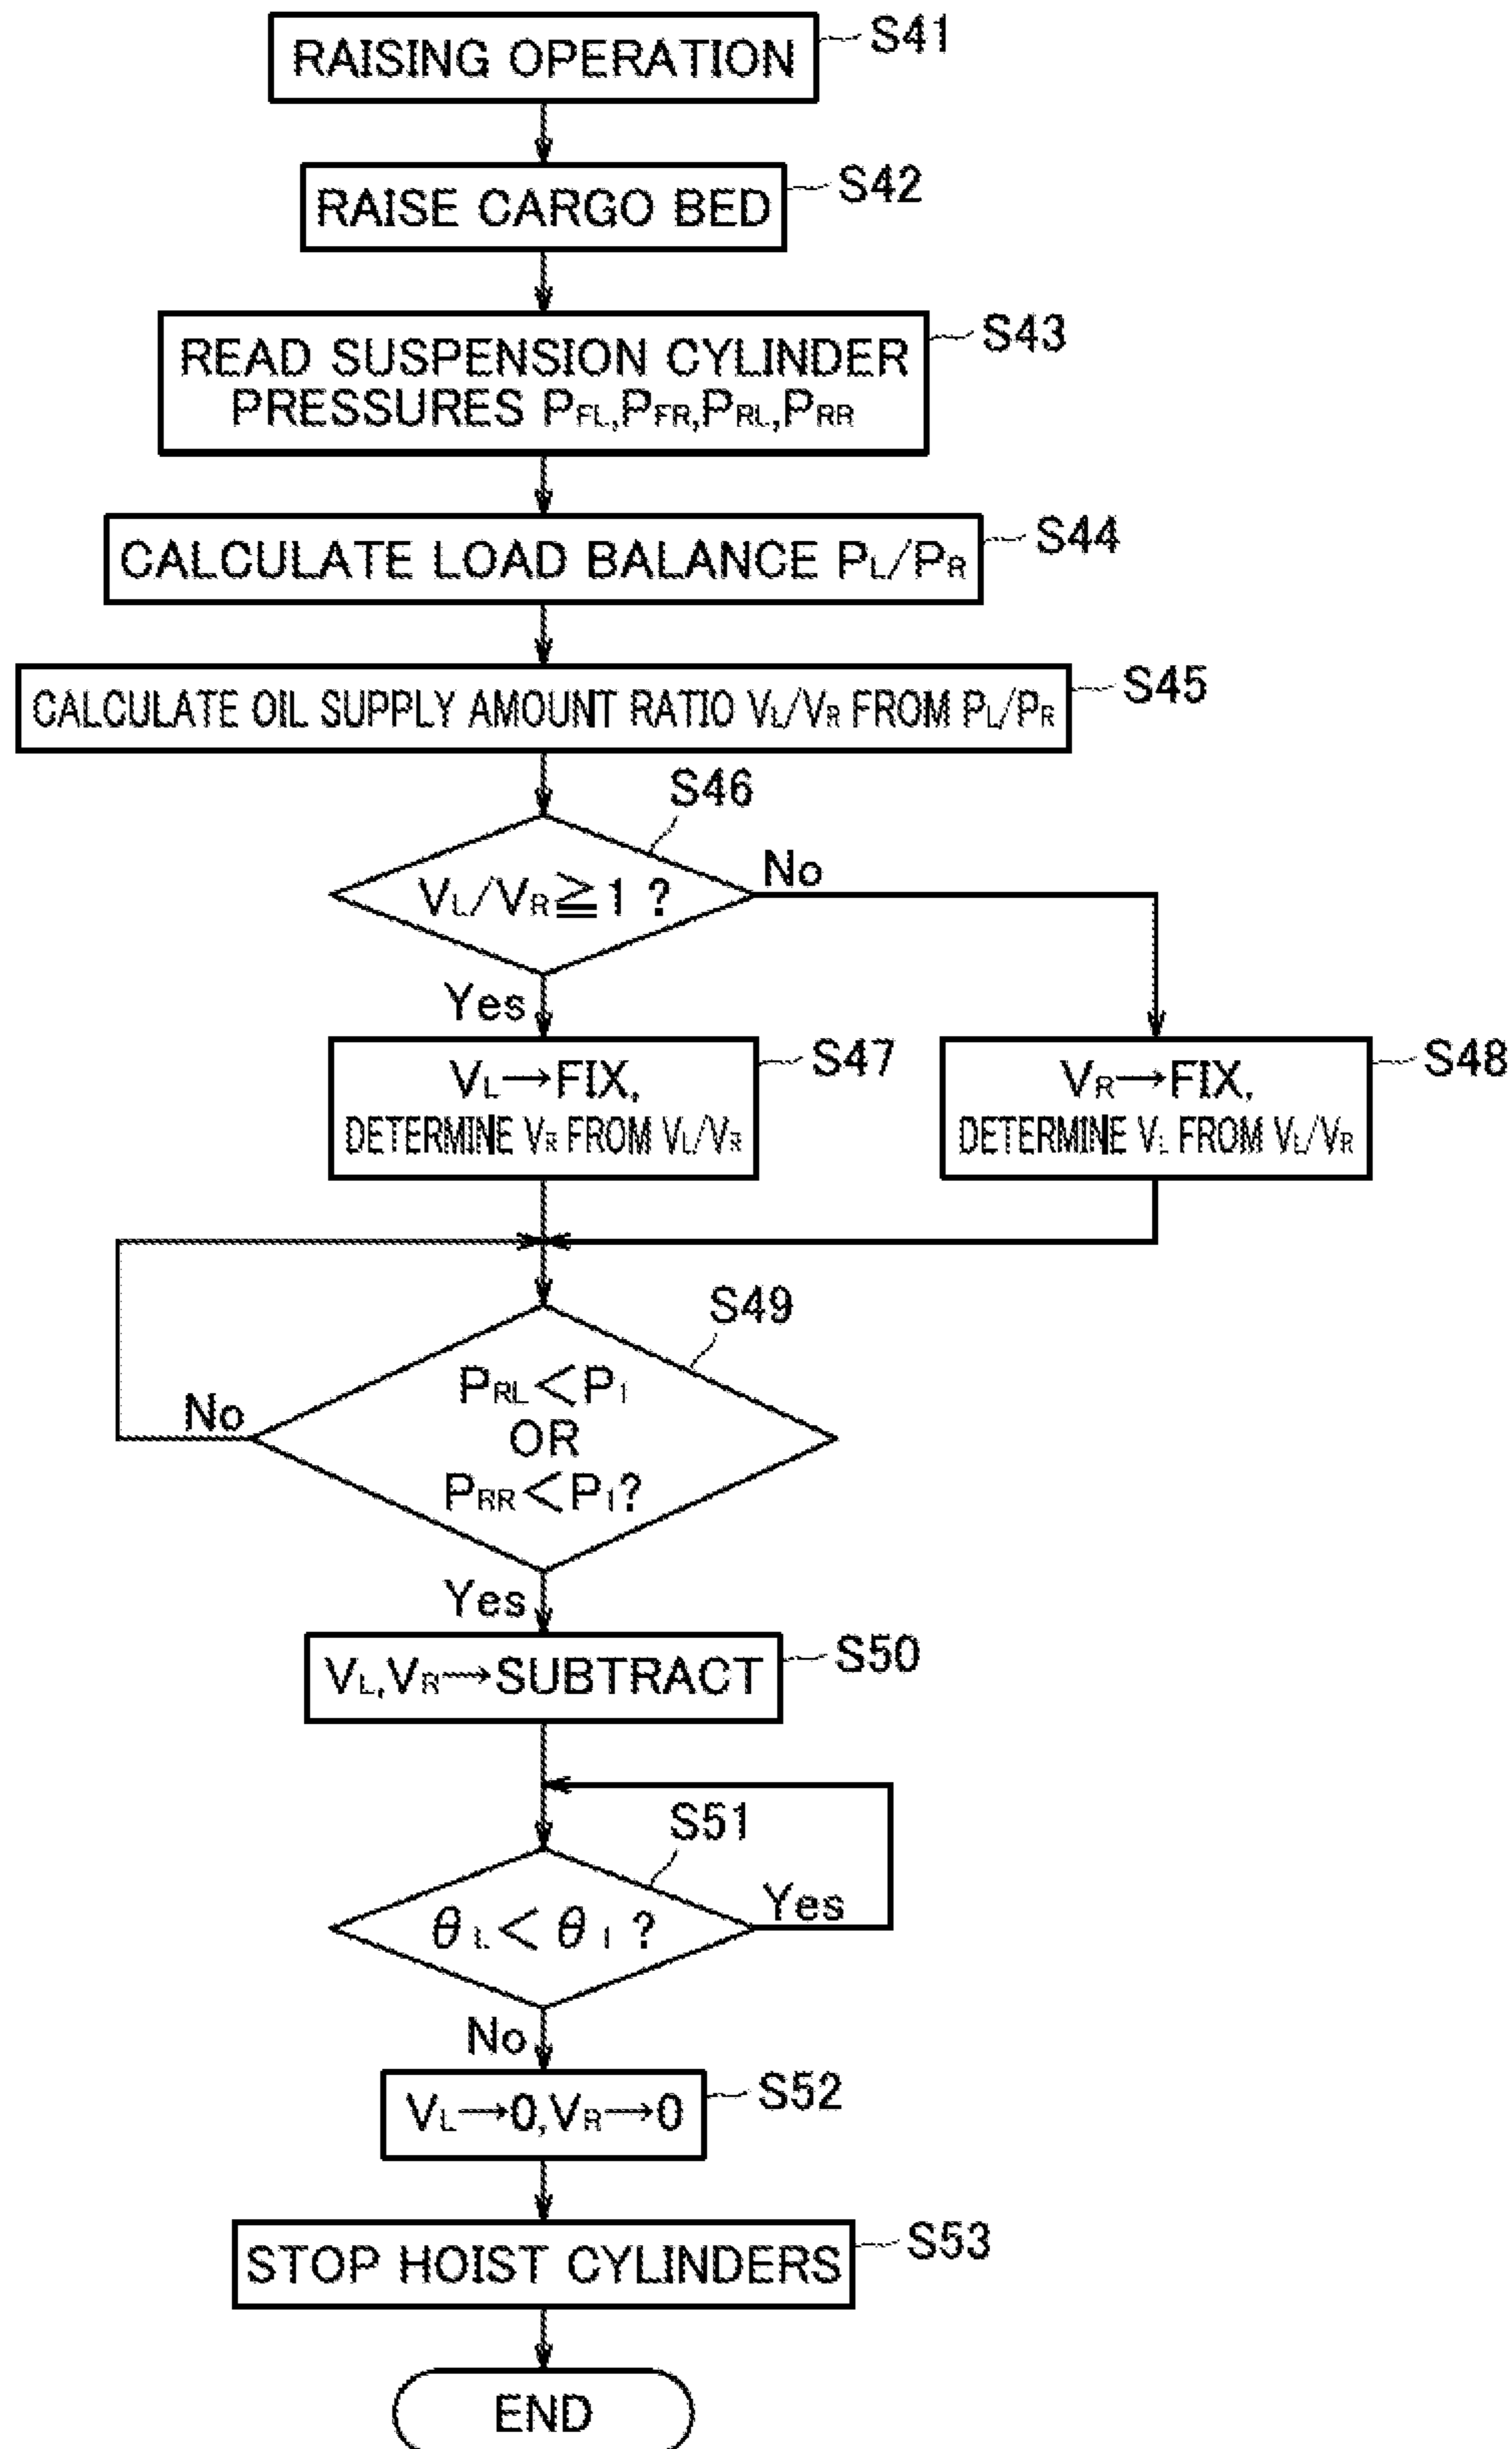 RAISING OPERATION
S41
RAISE CARGO BED
S42
READ SUSPENSION CYLINDER
PRESSURES PFL,PFR,PRL,PRR
S43
CALCULATE LOAD BALANCE PL/PR
S44
CALCULATE OIL SUPPLY AMOUNT RATIO VL/VR FROM PL/PR
S45
S46
VL/VR≧1 ?
No
Yes
VL→FIX,
DETERMINE VR FROM VL/VR
S47
VR→FIX,
DETERMINE VL FROM VL/VR
S48
S49
PRL<P1
OR
PRR<P1?
No
Yes
VL,VR→SUBTRACT
S50
S51
θL<θ1 ?
Yes
No
VL→0,VR→0
S52
STOP HOIST CYLINDERS
S53
END